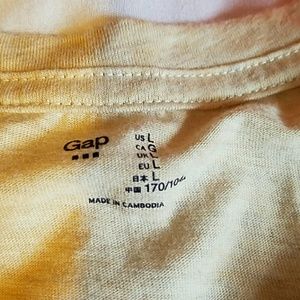 Gap
US L
CA G
UK L
EU L
日本 L
中国 170/104
MADE IN CAMBODIA